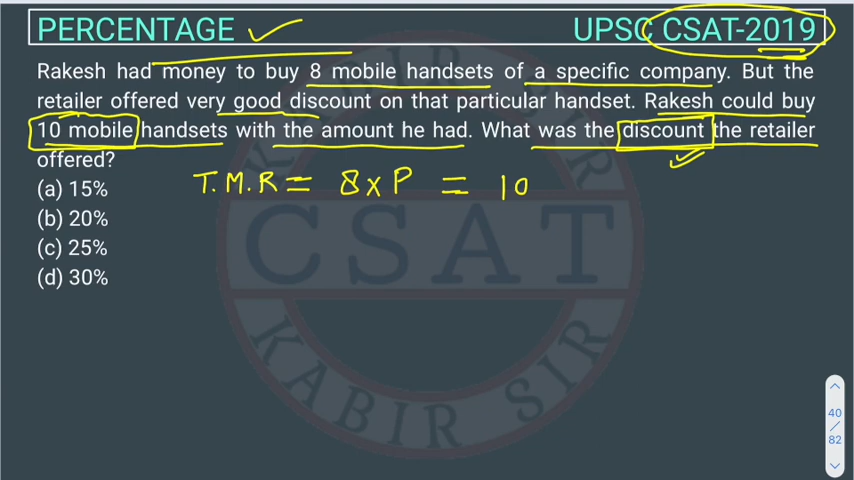 PERCENTAGE UPSC CSAT-2019
Rakesh had money to buy 8 mobile handsets of a specific company. But the
retailer offered very good discount on that particular handset. Rakesh could buy
10 mobile handsets with the amount he had. What was the discount the retailer
offered?
(a) 15%
T.M.R = 8 x P = 10
(b) 20%
(c) 25%
(d) 30%
KABIR SIR
CSAT
KABIR SIR
40
/
82